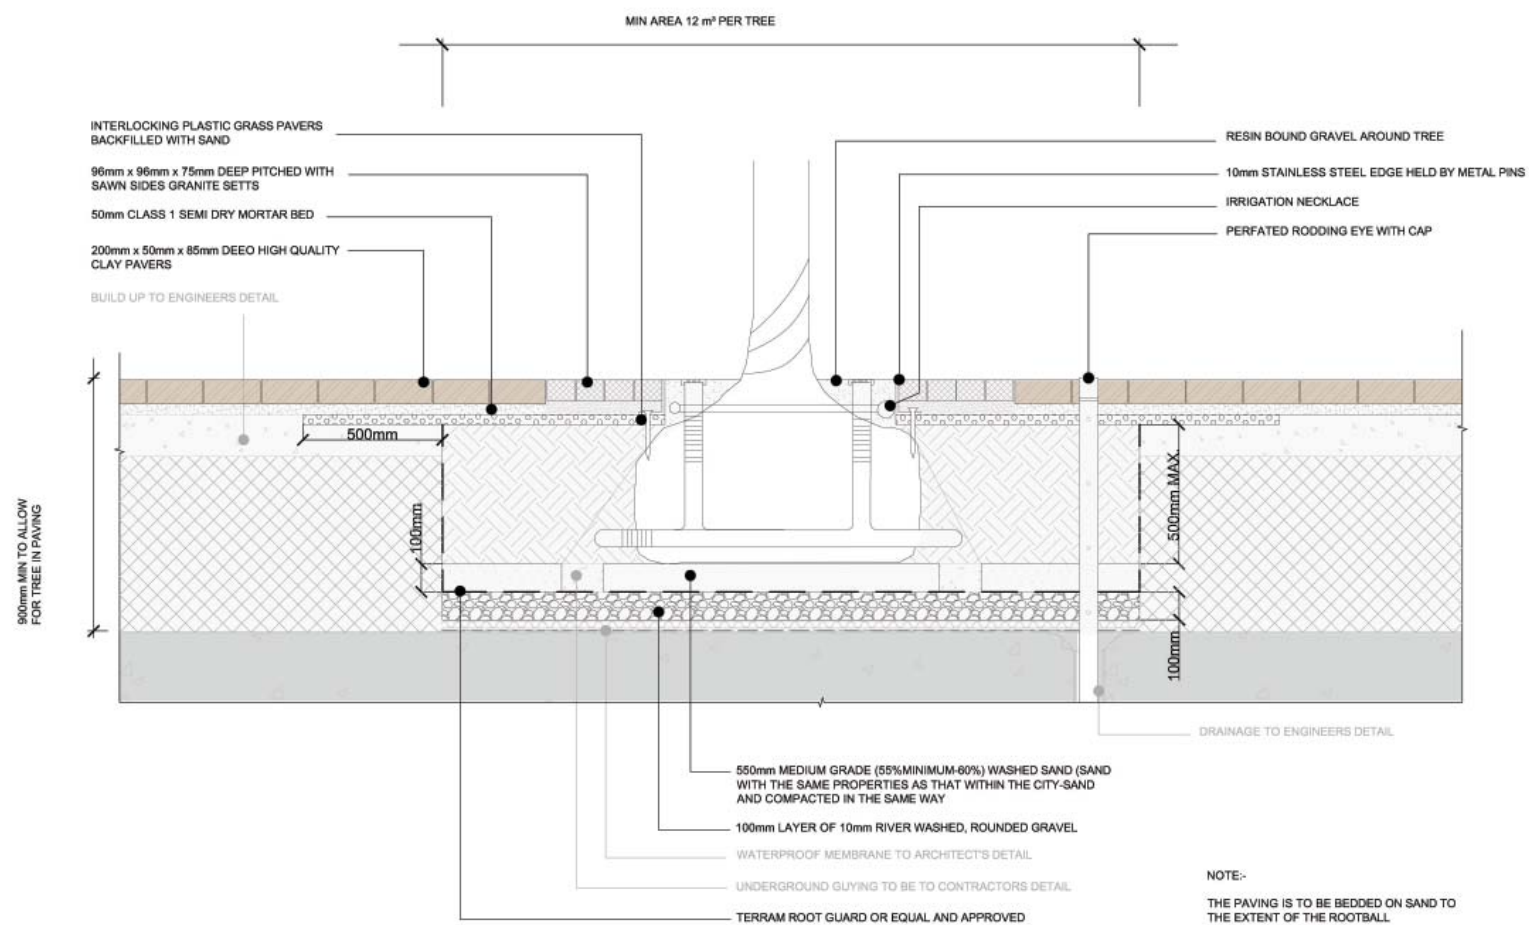 MIN AREA 12 m² PER TREE
INTERLOCKING PLASTIC GRASS PAVERS
BACKFILLED WITH SAND
96mm x 96mm x 75mm DEEP PITCHED WITH
SAWN SIDES GRANITE SETTS
50mm CLASS 1 SEMI DRY MORTAR BED
200mm x 50mm x 85mm DEEO HIGH QUALITY
CLAY PAVERS
BUILD UP TO ENGINEERS DETAIL
RESIN BOUND GRAVEL AROUND TREE
10mm STAINLESS STEEL EDGE HELD BY METAL PINS
IRRIGATION NECKLACE
PERFATED RODDING EYE WITH CAP
500mm
100mm
500mm MAX.
100mm
900mm MIN TO ALLOW
FOR TREE IN PAVING
DRAINAGE TO ENGINEERS DETAIL
550mm MEDIUM GRADE (55%MINIMUM-60%) WASHED SAND (SAND
WITH THE SAME PROPERTIES AS THAT WITHIN THE CITY-SAND
AND COMPACTED IN THE SAME WAY
100mm LAYER OF 10mm RIVER WASHED, ROUNDED GRAVEL
WATERPROOF MEMBRANE TO ARCHITECT'S DETAIL
UNDERGROUND GUYING TO BE TO CONTRACTORS DETAIL
TERRAM ROOT GUARD OR EQUAL AND APPROVED
NOTE:-
THE PAVING IS TO BE BEDDED ON SAND TO
THE EXTENT OF THE ROOTBALL